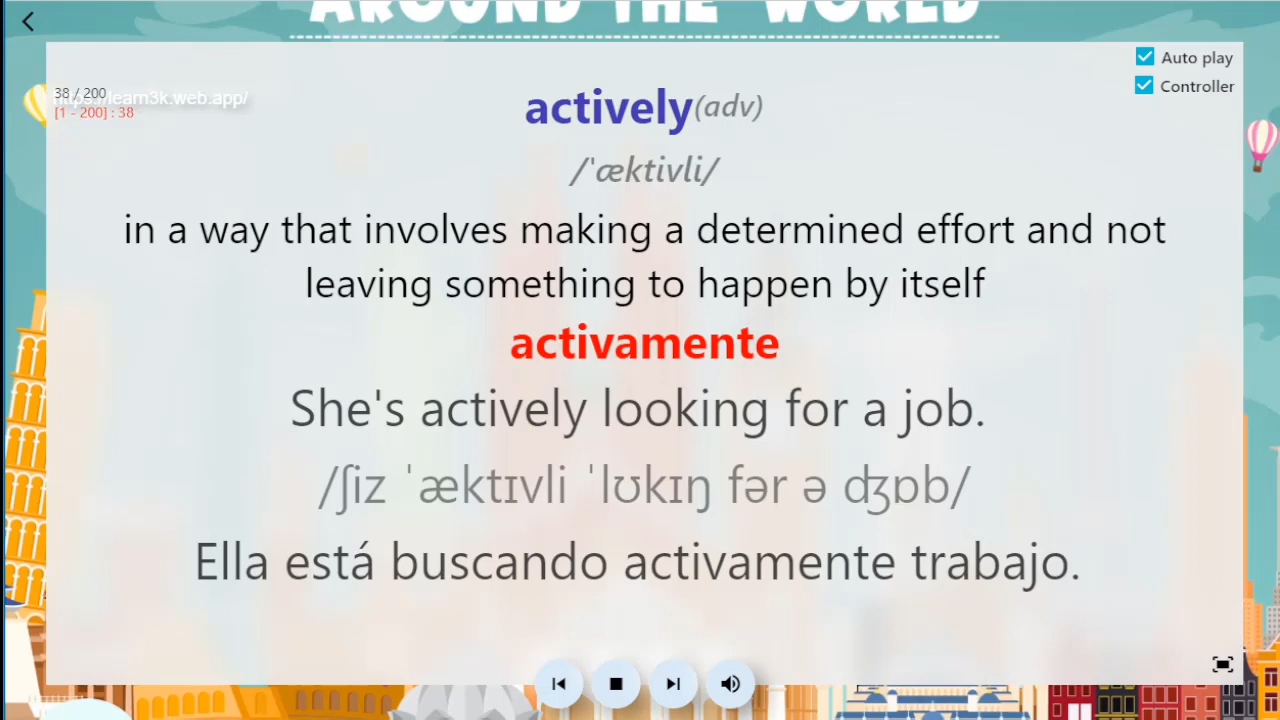 AROUND THE WORLD
Auto play
Controller
38 / 200
https://learn3k.web.app/
[1 - 200] : 38
actively(adv)
/ˈæktivli/
in a way that involves making a determined effort and not
leaving something to happen by itself
activamente
She's actively looking for a job.
/ʃiz ˈæktɪvli ˈlʊkɪŋ fər ə ʤɒb/
Ella está buscando activamente trabajo.